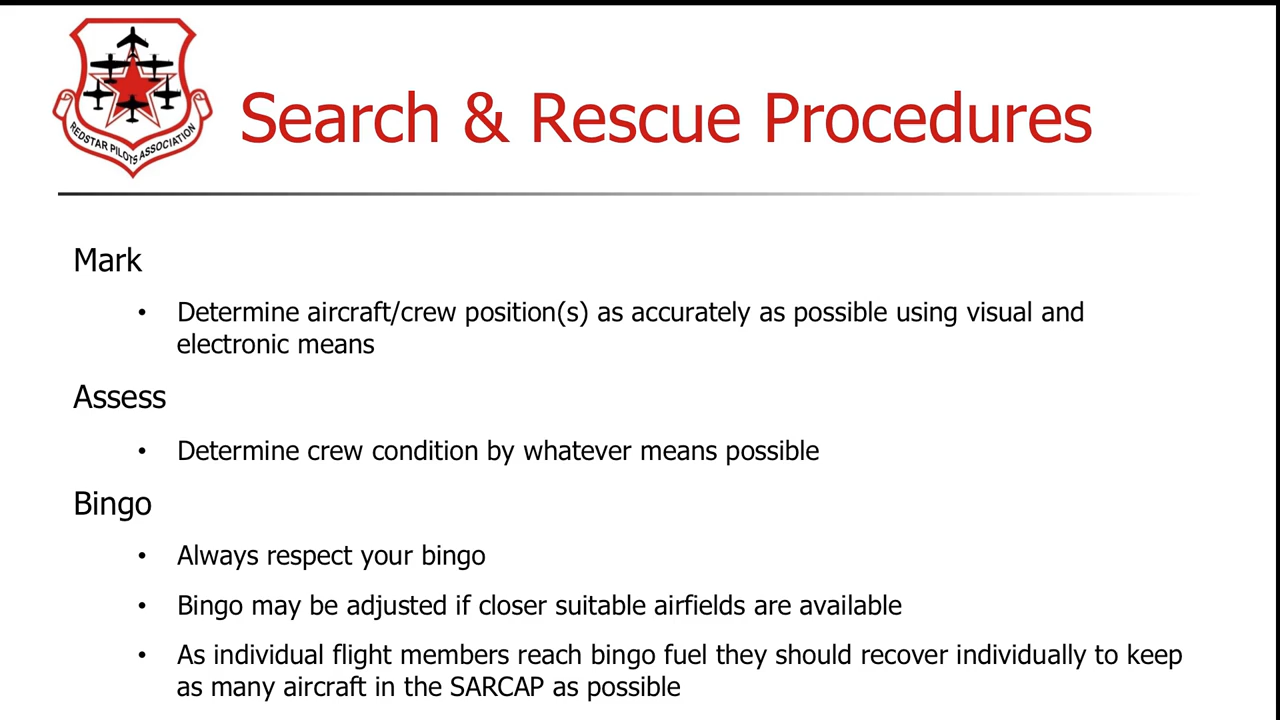 REDSTAR PILOTS ASSOCIATION
Search & Rescue Procedures
Mark
• Determine aircraft/crew position(s) as accurately as possible using visual and
electronic means
Assess
• Determine crew condition by whatever means possible
Bingo
• Always respect your bingo
• Bingo may be adjusted if closer suitable airfields are available
• As individual flight members reach bingo fuel they should recover individually to keep
as many aircraft in the SARCAP as possible